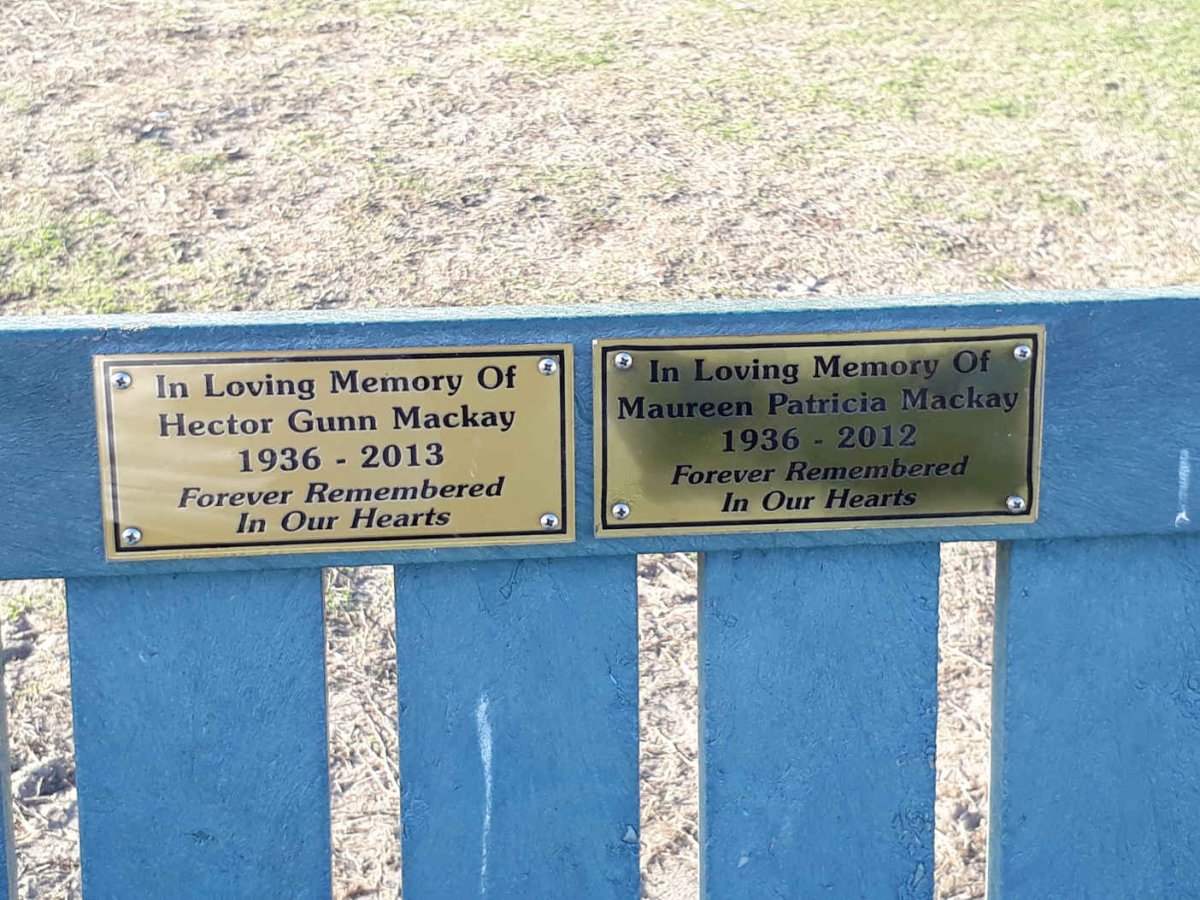 In Loving Memory Of
Hector Gunn Mackay
1936 - 2013
Forever Remembered
In Our Hearts
In Loving Memory Of
Maureen Patricia Mackay
1936 - 2012
Forever Remembered
In Our Hearts